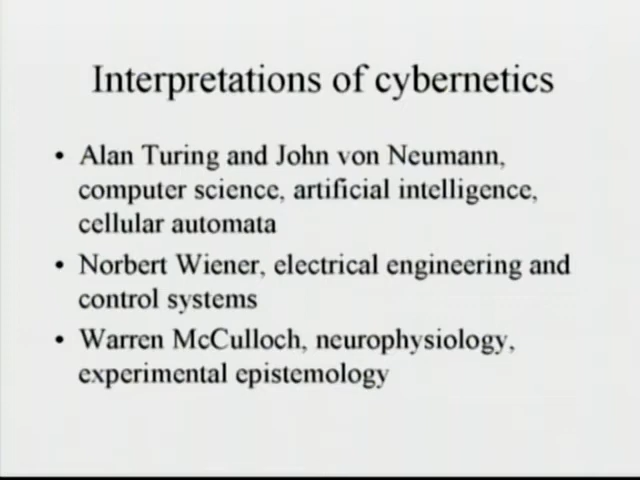 Interpretations of cybernetics
• Alan Turing and John von Neumann,
computer science, artificial intelligence,
cellular automata
• Norbert Wiener, electrical engineering and
control systems
• Warren McCulloch, neurophysiology,
experimental epistemology